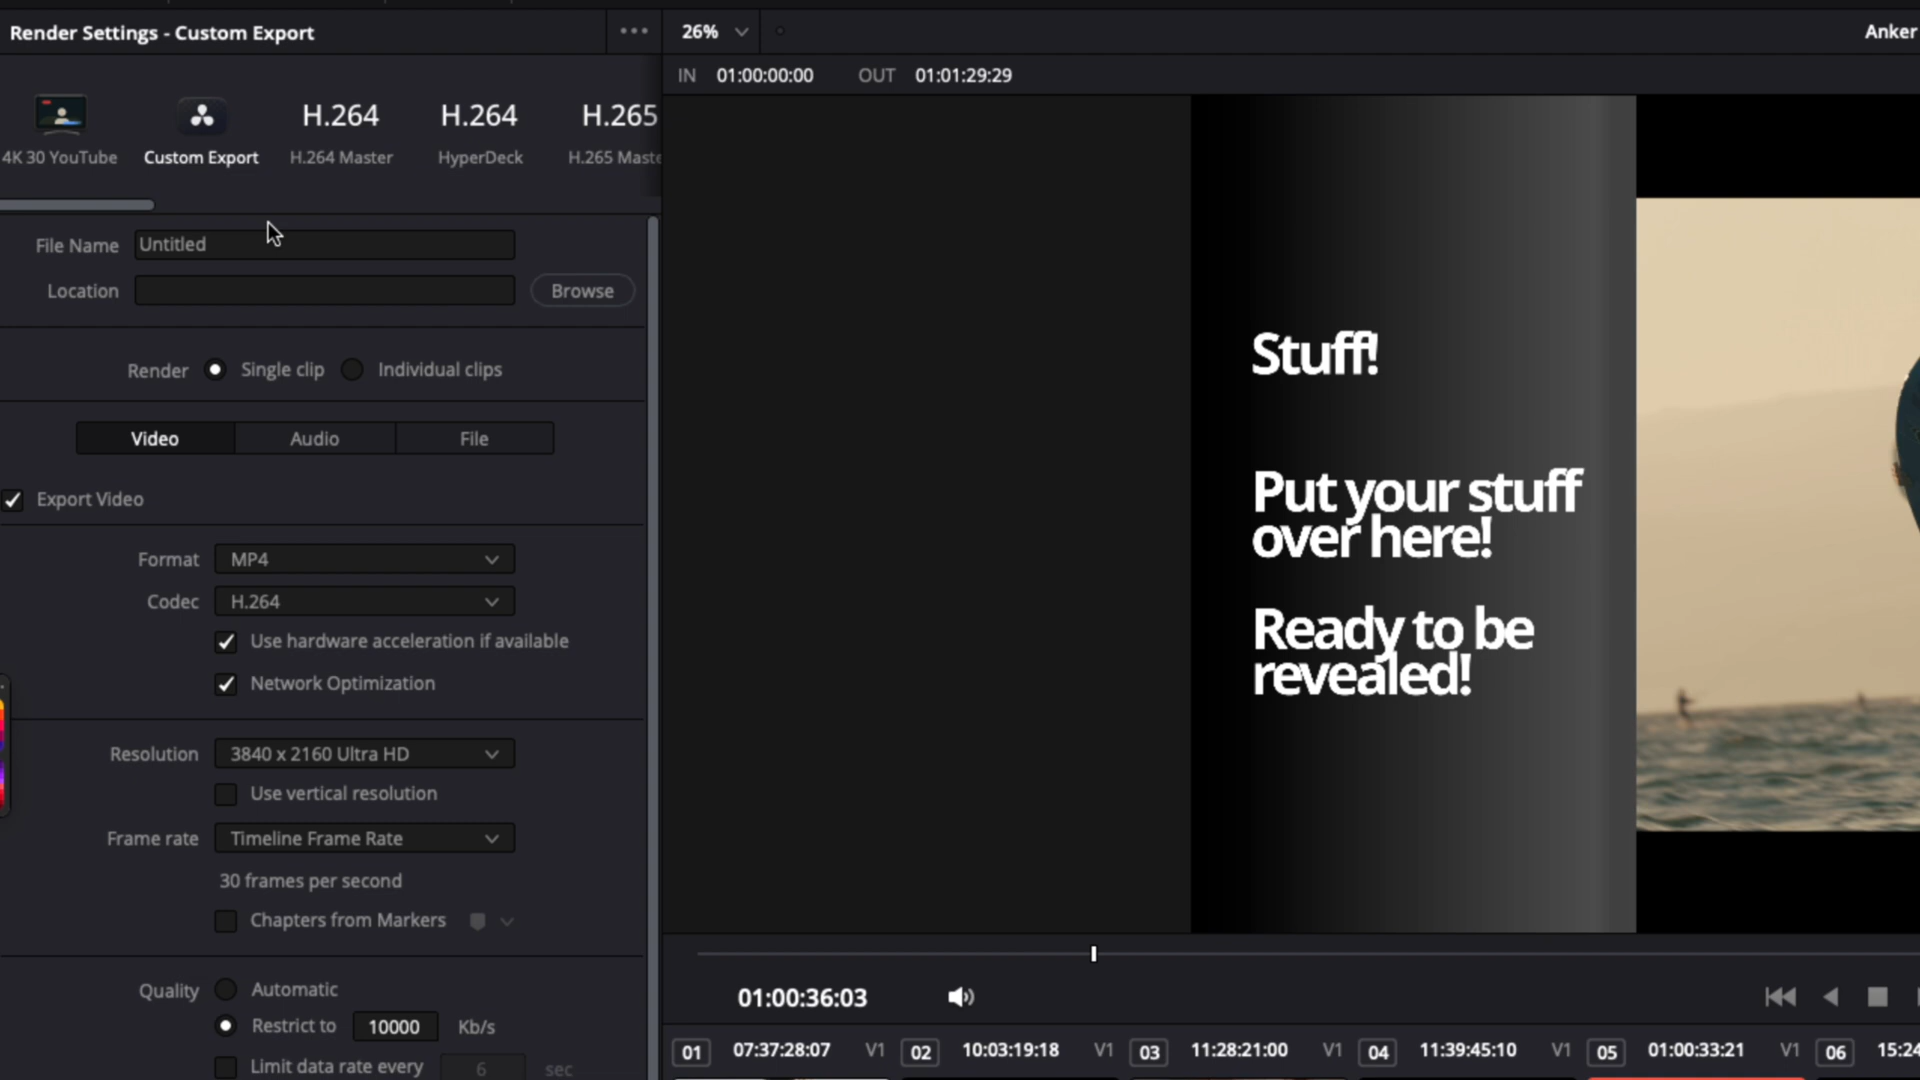 Render Settings - Custom Export
26%
Anker
IN 01:00:00:00 OUT 01:01:29:29
H.264 H.264 H.265
4K 30 YouTube Custom Export H.264 Master HyperDeck H.265 Maste
File Name Untitled
Location Browse
Render Single clip Individual clips
Video Audio File
Export Video
Format MP4
Codec H.264
Use hardware acceleration if available
Network Optimization
Resolution 3840 x 2160 Ultra HD
Use vertical resolution
Frame rate Timeline Frame Rate
30 frames per second
Chapters from Markers
Quality Automatic
Restrict to 10000 Kb/s
Limit data rate every 6 sec
Stuff!
Put your stuff
over here!
Ready to be
revealed!
01:00:36:03
01 07:37:28:07 V1 02 10:03:19:18 V1 03 11:28:21:00 V1 04 11:39:45:10 V1 05 01:00:33:21 V1 06 15:24